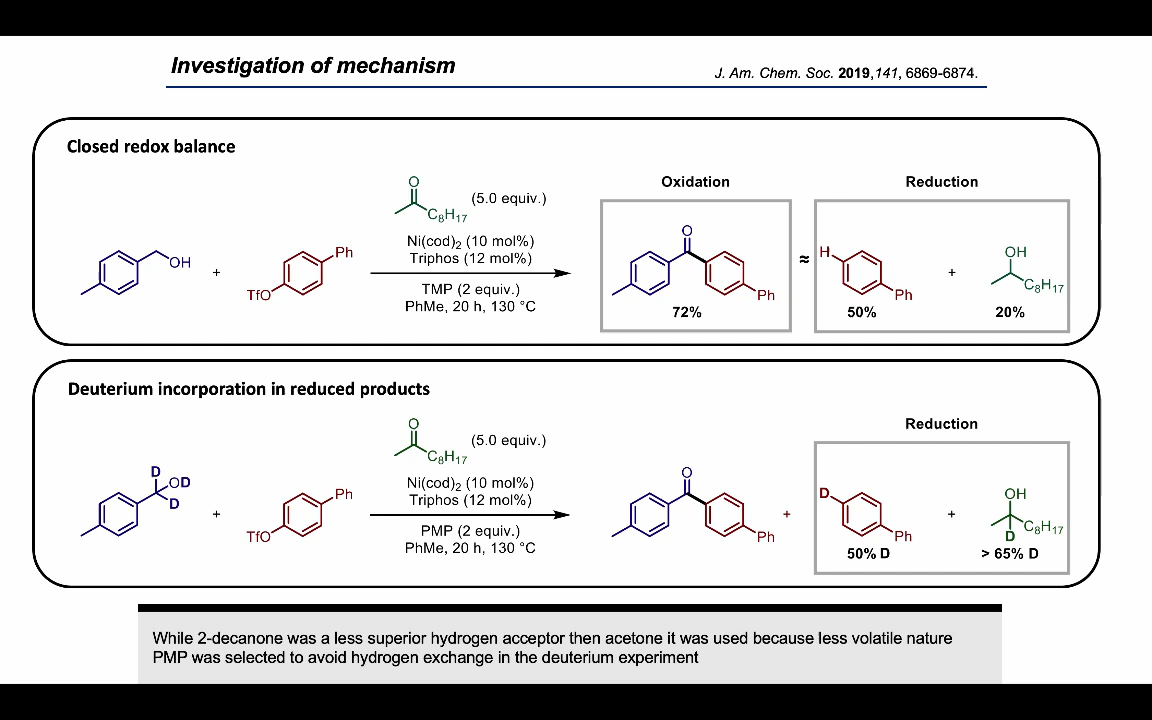 Investigation of mechanism
J. Am. Chem. Soc. 2019, 141, 6869-6874.
Closed redox balance
OH
+
TfO
Ph
O
C₈H₁₇
(5.0 equiv.)
Ni(cod)₂ (10 mol%)
Triphos (12 mol%)
TMP (2 equiv.)
PhMe, 20 h, 130 °C
Oxidation
O
Ph
72%
≈
Reduction
H
Ph
50%
+
OH
C₈H₁₇
20%
Deuterium incorporation in reduced products
D
OD
D
+
TfO
Ph
O
C₈H₁₇
(5.0 equiv.)
Ni(cod)₂ (10 mol%)
Triphos (12 mol%)
PMP (2 equiv.)
PhMe, 20 h, 130 °C
O
Ph
+
Reduction
D
Ph
50% D
+
OH
C₈H₁₇
D
> 65% D
While 2-decanone was a less superior hydrogen acceptor then acetone it was used because less volatile nature
PMP was selected to avoid hydrogen exchange in the deuterium experiment